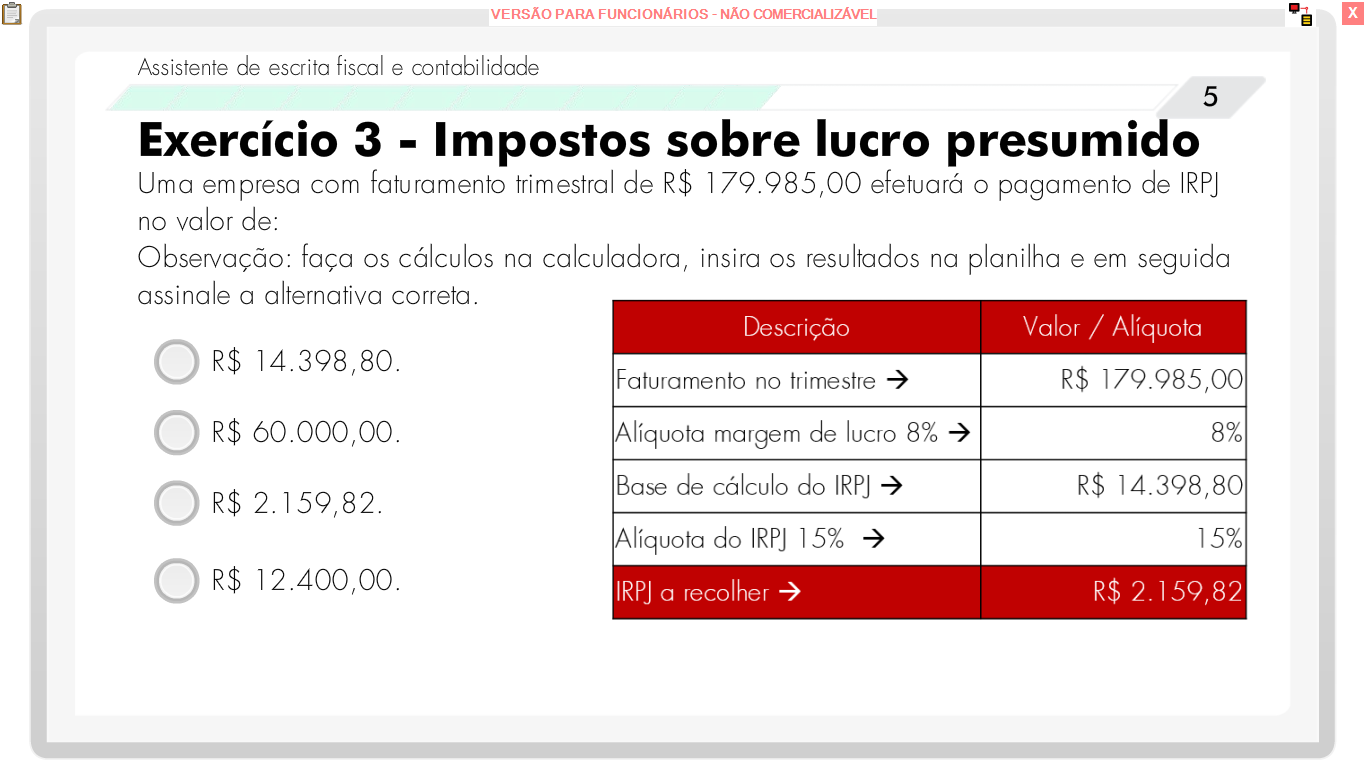 VERSÃO PARA FUNCIONÁRIOS - NÃO COMERCIALIZÁVEL
X
Assistente de escrita fiscal e contabilidade
5
Exercício 3 - Impostos sobre lucro presumido
Uma empresa com faturamento trimestral de R$ 179.985,00 efetuará o pagamento de IRPJ
no valor de:
Observação: faça os cálculos na calculadora, insira os resultados na planilha e em seguida
assinale a alternativa correta.
R$ 14.398,80.
R$ 60.000,00.
R$ 2.159,82.
R$ 12.400,00.
Descrição Valor / Alíquota
Faturamento no trimestre → R$ 179.985,00
Alíquota margem de lucro 8% → 8%
Base de cálculo do IRPJ → R$ 14.398,80
Alíquota do IRPJ 15% → 15%
IRPJ a recolher → R$ 2.159,82